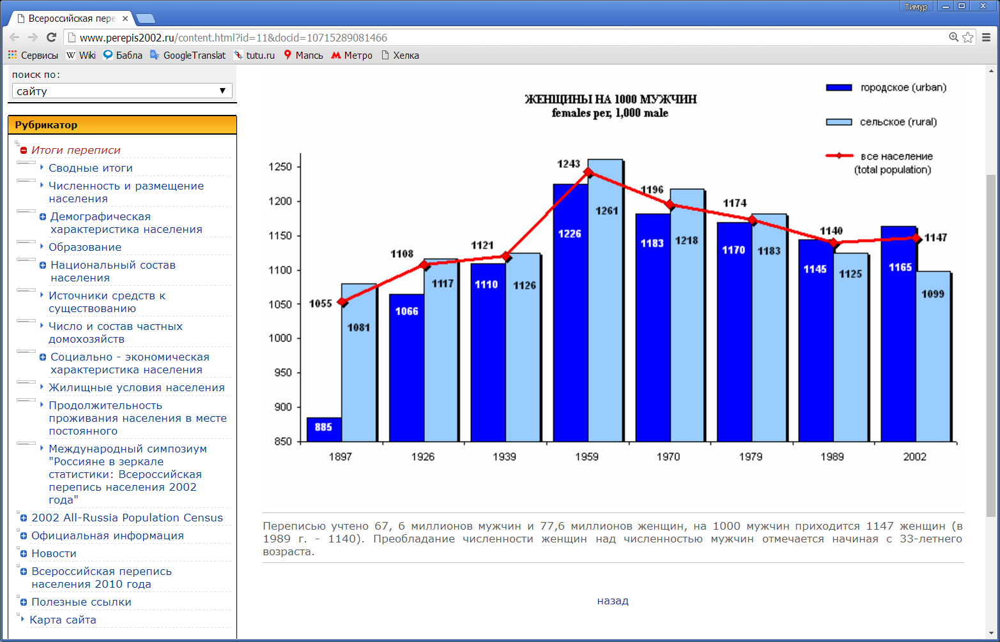 Тимур
Всероссийская пере
www.perepis2002.ru/content.html?id=11&docid=10715289081466
Сервисы Wiki Бабла GoogleTranslat tutu.ru Мапсь Метро Хелка
поиск по:
сайту
Рубрикатор
Итоги переписи
Сводные итоги
Численность и размещение
населения
Демографическая
характеристика населения
Образование
Национальный состав
населения
Источники средств к
существованию
Число и состав частных
домохозяйств
Социально - экономическая
характеристика населения
Жилищные условия населения
Продолжительность
проживания населения в месте
постоянного
Международный симпозиум
"Россияне в зеркале
статистики: Всероссийская
перепись населения 2002
года"
2002 All-Russia Population Census
Официальная информация
Новости
Всероссийская перепись
населения 2010 года
Полезные ссылки
Карта сайта
ЖЕНЩИНЫ НА 1000 МУЖЧИН
females per, 1,000 male
городское (urban)
сельское (rural)
все население
(total population)
1250
1200
1150
1100
1050
1000
950
900
850
1055
885
1081
1108
1066
1117
1121
1110
1126
1243
1226
1261
1196
1183
1218
1174
1170
1183
1140
1145
1125
1147
1165
1099
1897 1926 1939 1959 1970 1979 1989 2002
Переписью учтено 67, 6 миллионов мужчин и 77,6 миллионов женщин, на 1000 мужчин приходится 1147 женщин (в
1989 г. - 1140). Преобладание численности женщин над численностью мужчин отмечается начиная с 33-летнего
возраста.
назад